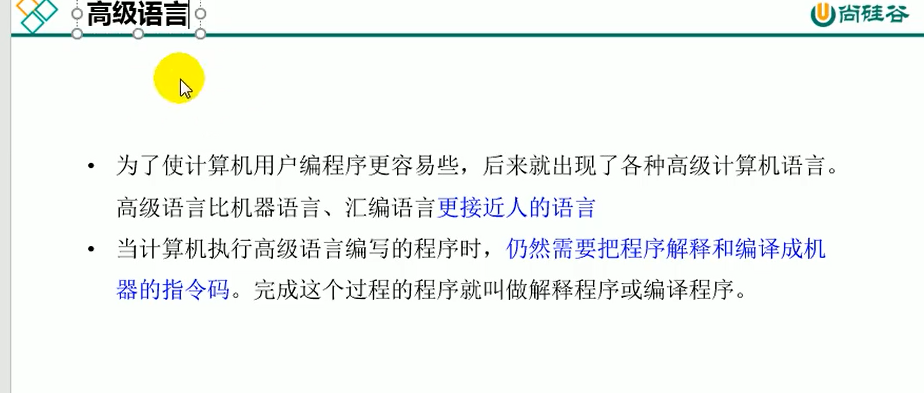 高级语言
尚硅谷
• 为了使计算机用户编程序更容易些，后来就出现了各种高级计算机语言。
高级语言比机器语言、汇编语言更接近人的语言
• 当计算机执行高级语言编写的程序时，仍然需要把程序解释和编译成机
器的指令码。完成这个过程的程序就叫做解释程序或编译程序。